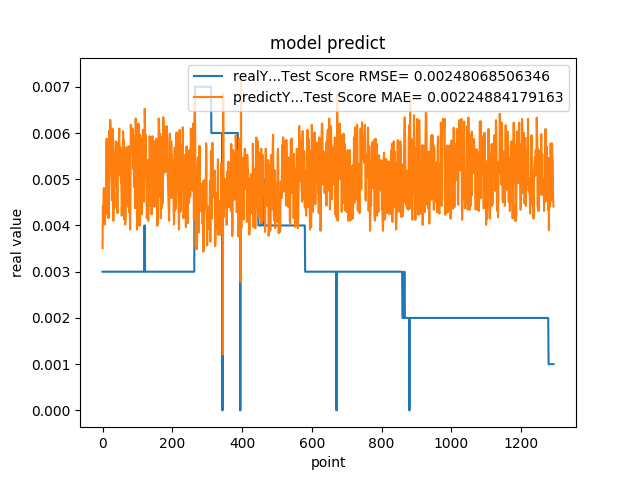 model predict
realY...Test Score RMSE= 0.00248068506346
predictY...Test Score MAE= 0.00224884179163
0.007
0.006
0.005
0.004
0.003
0.002
0.001
0.000
real value
0 200 400 600 800 1000 1200
point